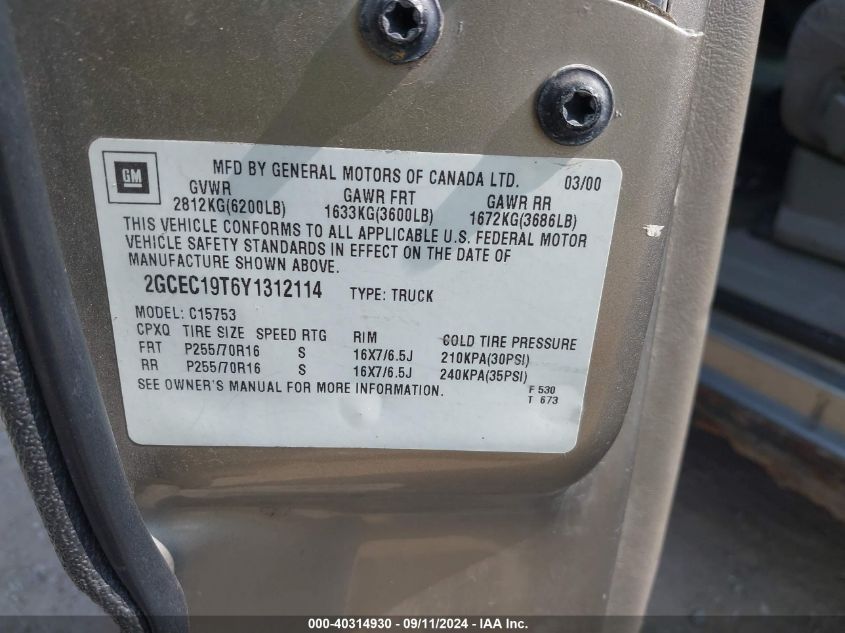 GM
MFD BY GENERAL MOTORS OF CANADA LTD. 03/00
GVWR GAWR FRT GAWR RR
2812KG(6200LB) 1633KG(3600LB) 1672KG(3686LB)
THIS VEHICLE CONFORMS TO ALL APPLICABLE U.S. FEDERAL MOTOR
VEHICLE SAFETY STANDARDS IN EFFECT ON THE DATE OF
MANUFACTURE SHOWN ABOVE.
2GCEC19T6Y1312114 TYPE: TRUCK
MODEL: C15753
CPXQ TIRE SIZE SPEED RTG RIM COLD TIRE PRESSURE
FRT P255/70R16 S 16X7/6.5J 210KPA(30PSI)
RR P255/70R16 S 16X7/6.5J 240KPA(35PSI)
SEE OWNER'S MANUAL FOR MORE INFORMATION. F 530
T 673
000-40314930 - 09/11/2024 - IAA Inc.